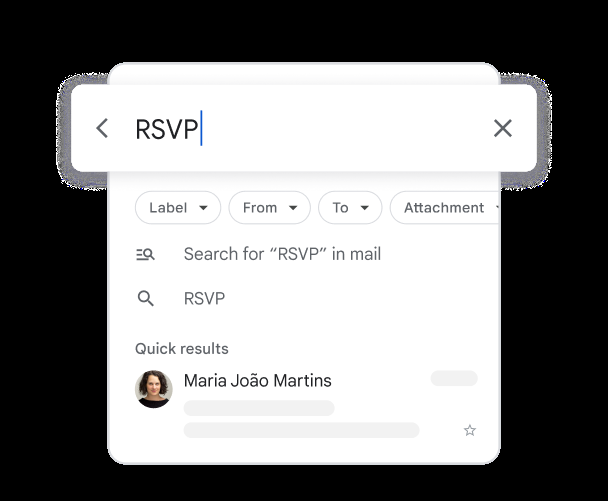 RSVP
Label From To Attachment
Search for “RSVP” in mail
RSVP
Quick results
Maria João Martins